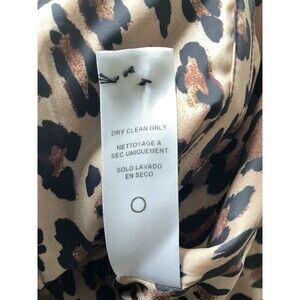 DRY CLEAN ONLY
NETTOYAGE A
SEC UNIQUEMENT
SOLO LAVADO
EN SECO